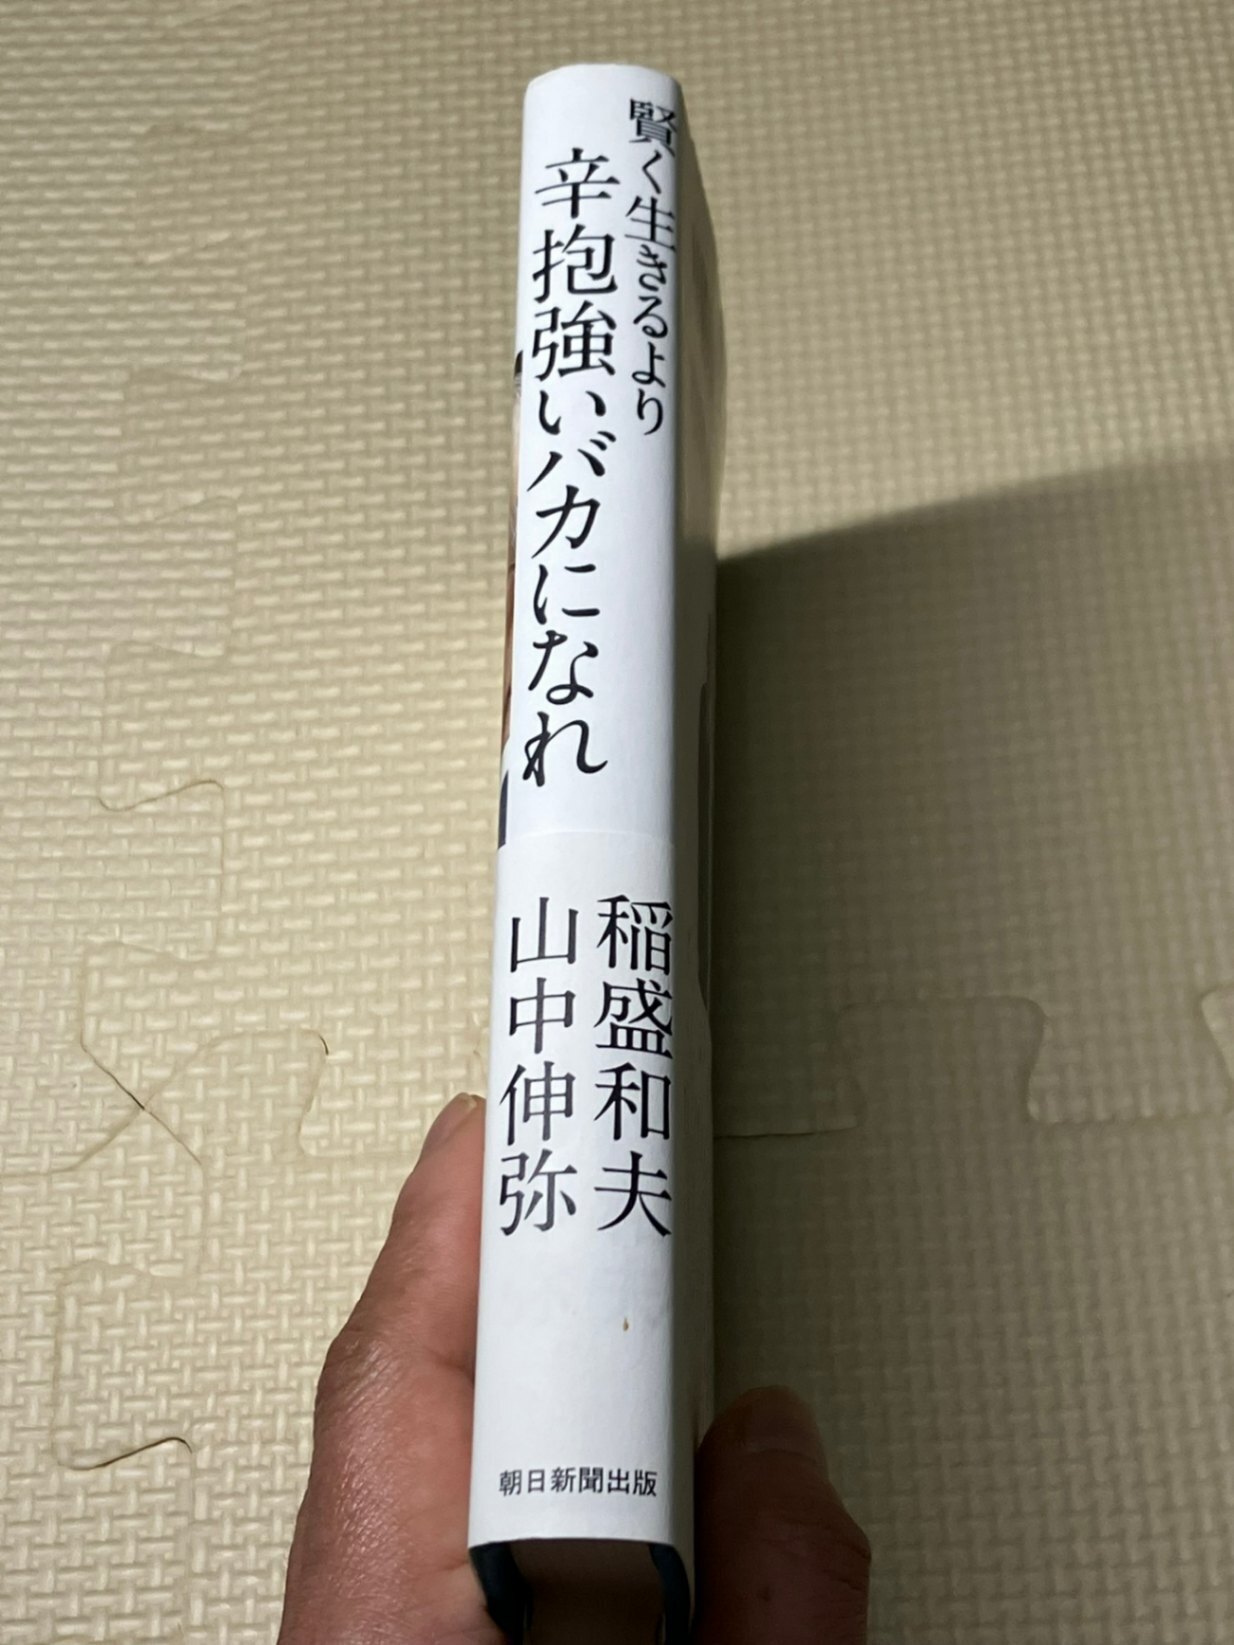 賢く生きるより
辛抱強いバカになれ
稲盛和夫
山中伸弥
朝日新聞出版